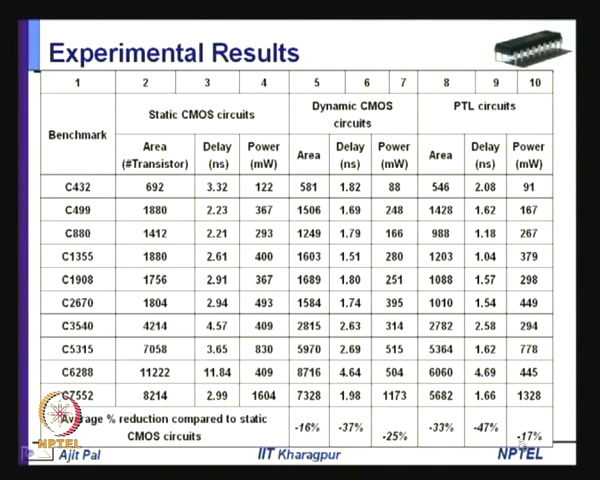 Experimental Results
1 2 3 4 5 6 7 8 9 10
Benchmark Static CMOS circuits Dynamic CMOS circuits PTL circuits
Area (#Transistor) Delay (ns) Power (mW) Area Delay (ns) Power (mW) Area Delay (ns) Power (mW)
C432 692 3.32 122 581 1.82 88 546 2.08 91
C499 1880 2.23 367 1506 1.69 248 1428 1.62 167
C880 1412 2.21 293 1249 1.79 166 988 1.18 267
C1355 1880 2.61 400 1603 1.51 280 1203 1.04 379
C1908 1756 2.91 367 1689 1.80 251 1088 1.57 298
C2670 1804 2.94 493 1584 1.74 395 1010 1.54 449
C3540 4214 4.57 409 2815 2.63 314 2782 2.58 294
C5315 7058 3.65 830 5970 2.69 515 5364 1.62 778
C6288 11222 11.84 409 8716 4.64 504 6060 4.69 445
C7552 8214 2.99 1604 7328 1.98 1173 5682 1.66 1328
Average % reduction compared to static CMOS circuits -16% -37% -25% -33% -47% -17%
NPTEL
Ajit Pal IIT Kharagpur NPTEL